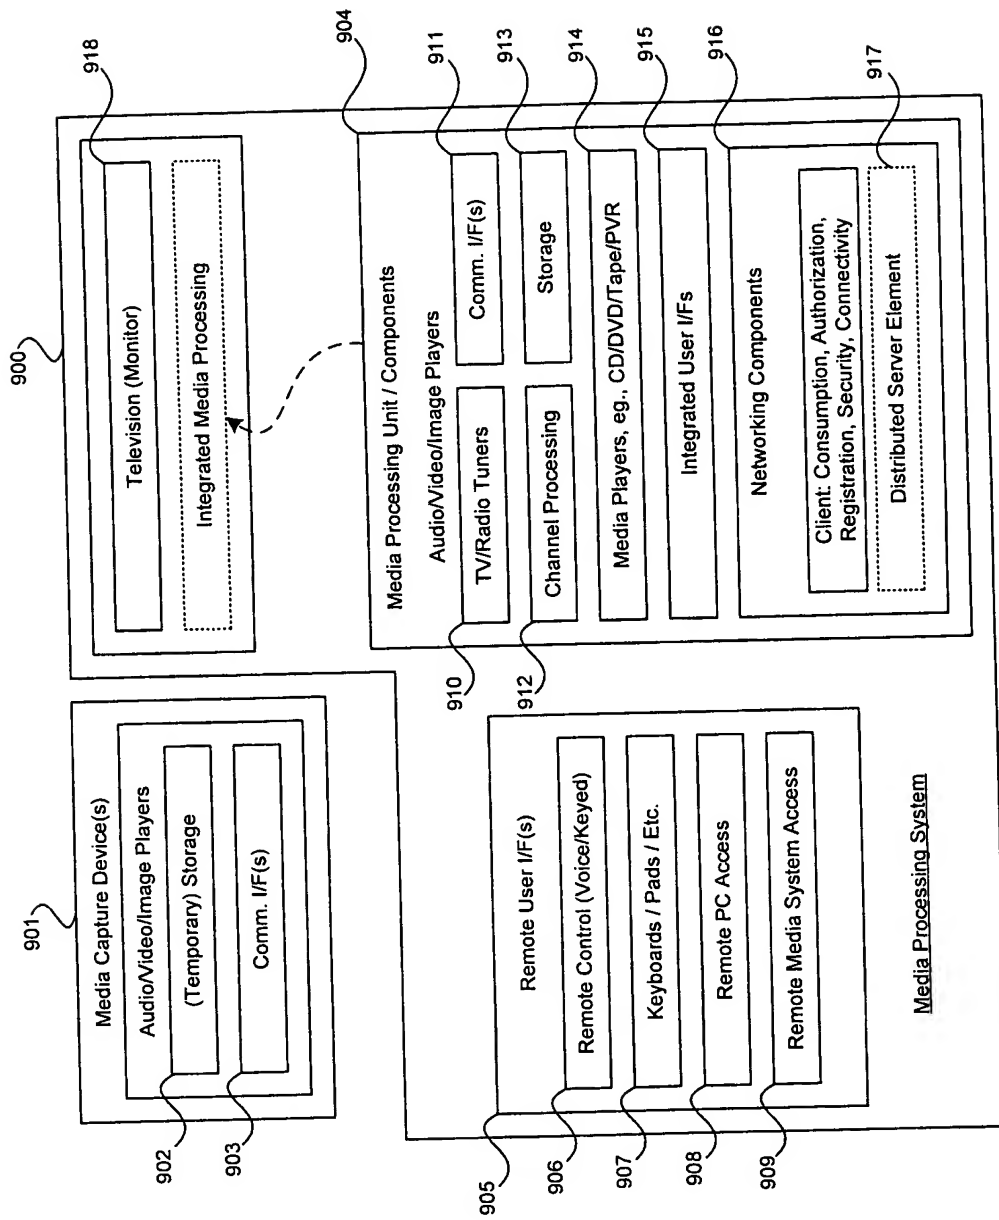 901
Media Capture Device(s)
Audio/Video/Image Players
902
(Temporary) Storage
903
Comm. I/F(s)
900
918
Television (Monitor)
Integrated Media Processing
904
Media Processing Unit / Components
Audio/Video/Image Players
910
TV/Radio Tuners
911
Comm. I/F(s)
912
Channel Processing
913
Storage
914
Media Players, eg., CD/DVD/Tape/PVR
915
Integrated User I/Fs
916
Networking Components
Client: Consumption, Authorization,
Registration, Security, Connectivity
917
Distributed Server Element
905
Remote User I/F(s)
906
Remote Control (Voice/Keyed)
907
Keyboards / Pads / Etc.
908
Remote PC Access
909
Remote Media System Access
Media Processing System